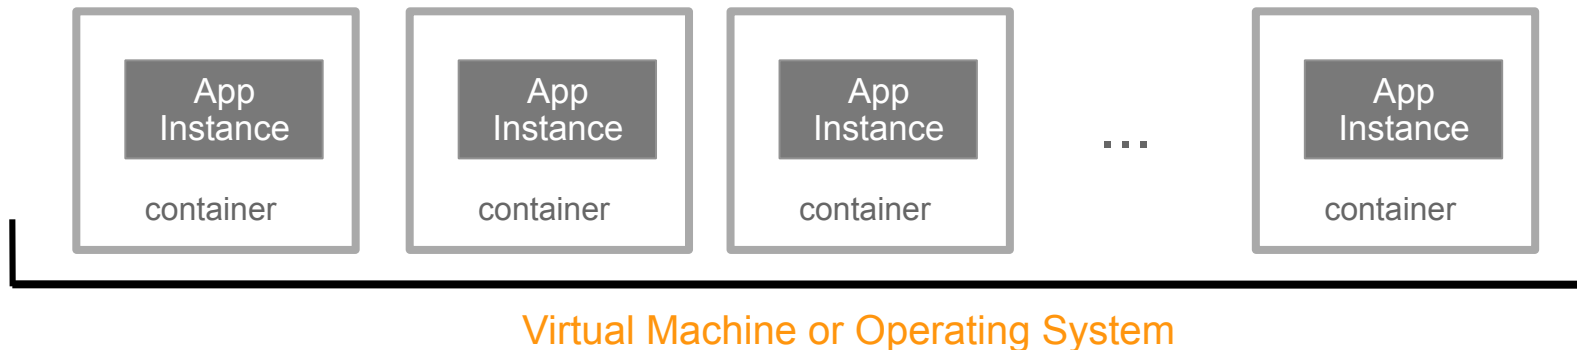 App
Instance
container
App
Instance
container
App
Instance
container
...
App
Instance
container
Virtual Machine or Operating System